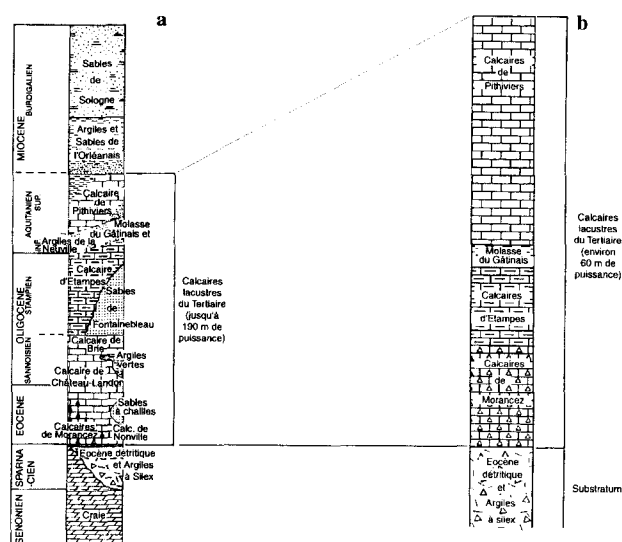 a
b
MIOCENE
BURDIGALIEN
Sables
de
Sologne
Argiles et
Sables de
l'Orléanais
AQUITANIEN
SUP.
INF.
Calcaire
de
Pithiviers
Molasse
du Gâtinais et
Argiles de la
Neuville
OLIGOCENE
STAMPIEN
Calcaire
d'Etampes
Sables
de
Fontainebleau
SANNOISIEN
Calcaire de
Brie
Argiles
Vertes
Calcaire de
Château-Landon
EOCENE
Sables
à chailles
Calcaires
de Morancez
Calc. de
Nonville
SPARNA
-CIEN
Eocène détritique
et Argiles
à Silex
SENONIEN
Craie
Calcaires
lacustres
du Tertiaire
(jusqu'à
190 m de
puissance)
Calcaires
de
Pithiviers
Molasse
du Gâtinais
Calcaires
d'Etampes
Calcaires
de
Morancez
Eocène
détritique
et
Argiles
à silex
Calcaires
lacustres
du Tertiaire
(environ
60 m de
puissance)
Substratum